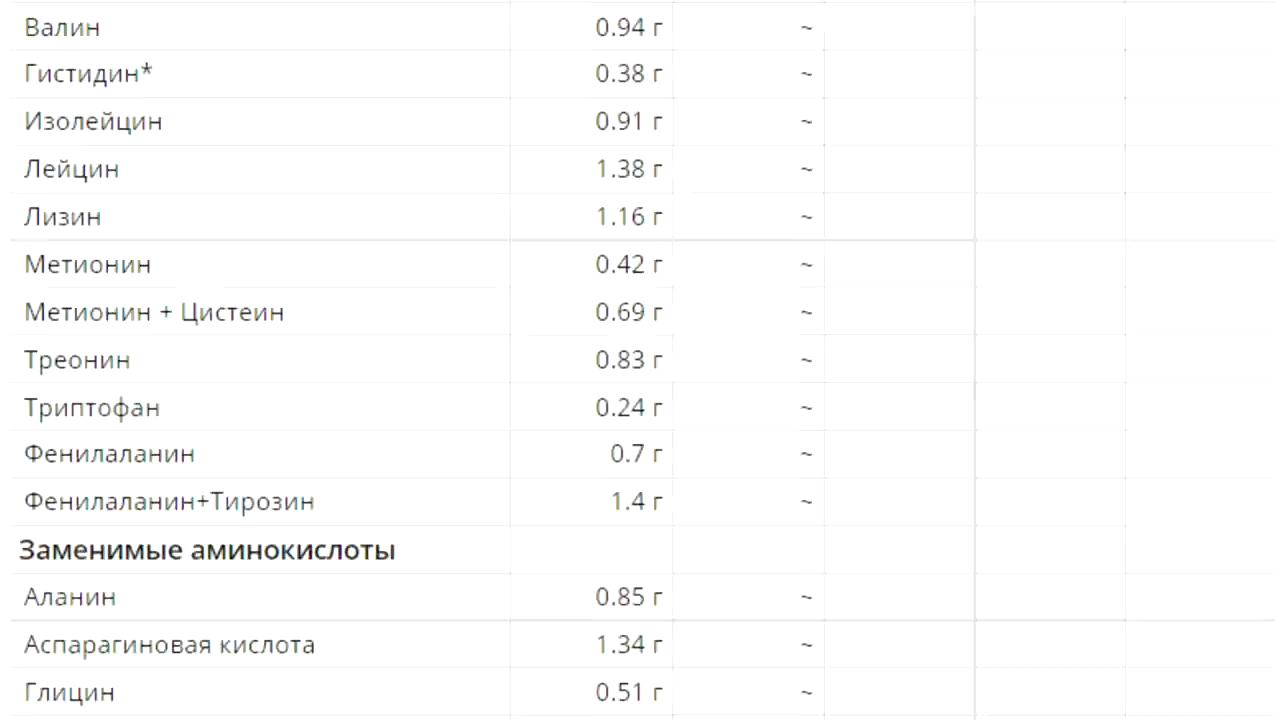 Валин 0.94 г ~
Гистидин* 0.38 г ~
Изолейцин 0.91 г ~
Лейцин 1.38 г ~
Лизин 1.16 г ~
Метионин 0.42 г ~
Метионин + Цистеин 0.69 г ~
Треонин 0.83 г ~
Триптофан 0.24 г ~
Фенилаланин 0.7 г ~
Фенилаланин+Тирозин 1.4 г ~
Заменимые аминокислоты
Аланин 0.85 г ~
Аспарагиновая кислота 1.34 г ~
Глицин 0.51 г ~